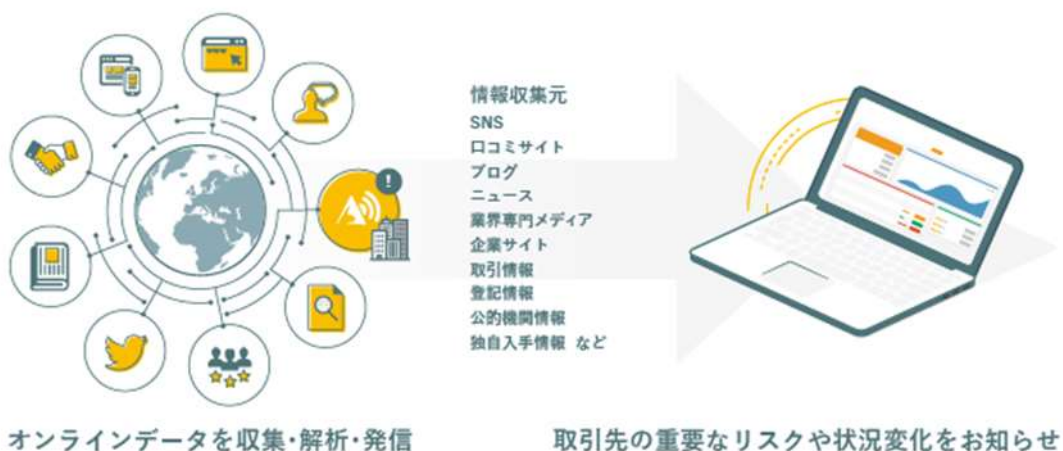 情報収集元
SNS
口コミサイト
ブログ
ニュース
業界専門メディア
企業サイト
取引情報
登記情報
公的機関情報
独自入手情報 など
オンラインデータを収集・解析・発信
取引先の重要なリスクや状況変化をお知らせ